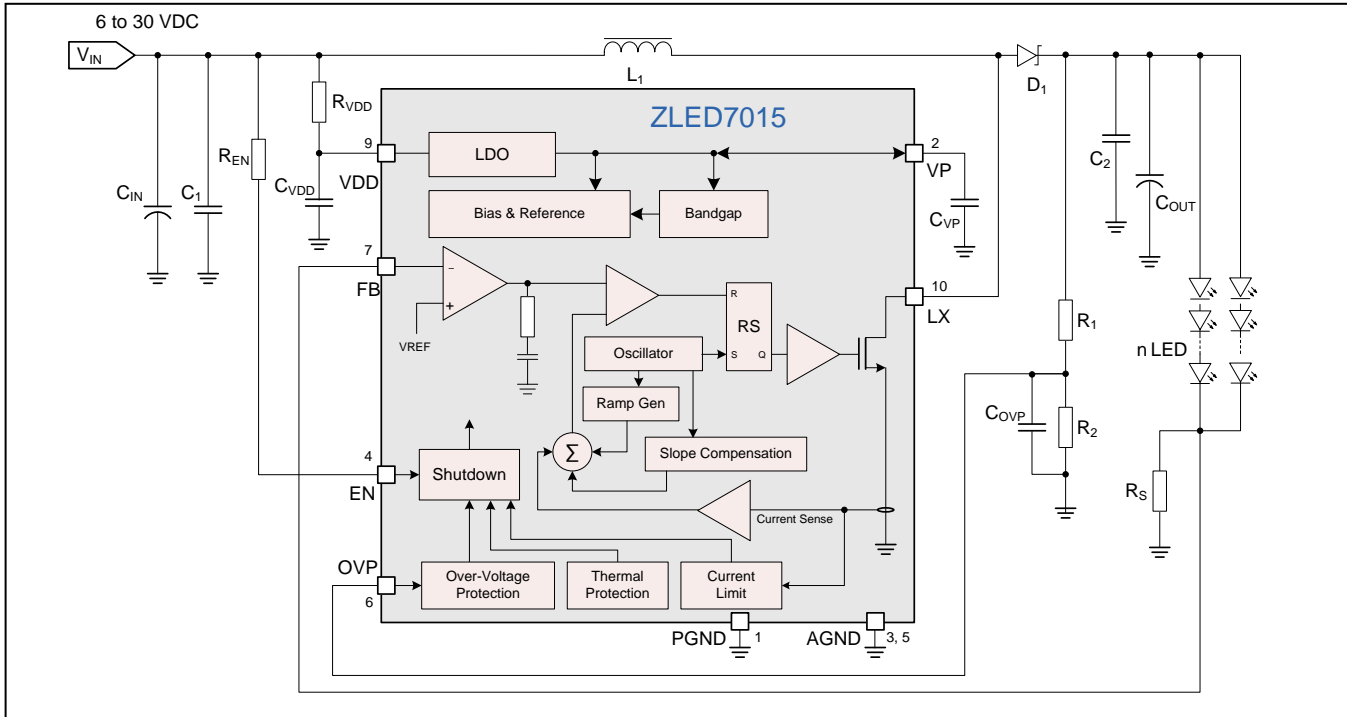 6 to 30 VDC
VIN
L1
D1
RVDD
REN
CIN
C1
CVDD
ZLED7015
9
VDD
LDO
2
VP
CVP
Bias & Reference
Bandgap
C2
COUT
7
FB
−
+
VREF
R
RS
S
Q
10
LX
Oscillator
Ramp Gen
Σ
Slope Compensation
R1
n LED
COVP
R2
RS
4
EN
Shutdown
Current Sense
OVP
6
Over-Voltage
Protection
Thermal
Protection
Current
Limit
PGND
1
AGND
3, 5